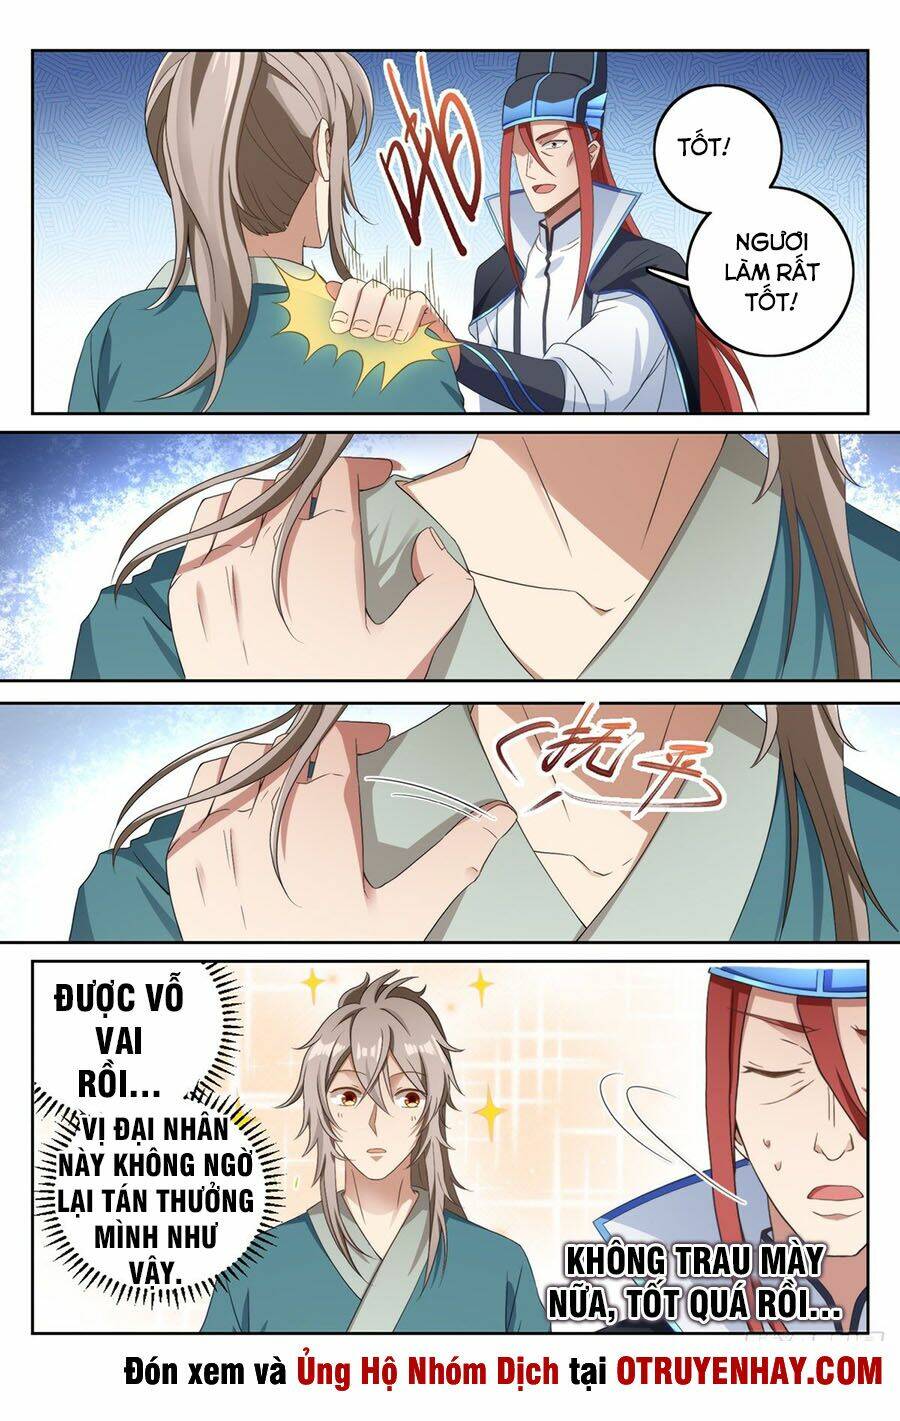 TỐT!
NGƯƠI
LÀM RẤT
TỐT!
啪
抚平
ĐƯỢC VỖ
VAI
RỒI...
VỊ ĐẠI NHÂN
NÀY KHÔNG NGỜ
LẠI TÁN THƯỞNG
MÌNH NHƯ
VẬY.
KHÔNG TRAU MÀY
NỮA, TỐT QUÁ RỒI...
Đón xem và Ủng Hộ Nhóm Dịch tại OTRUYENHAY.COM